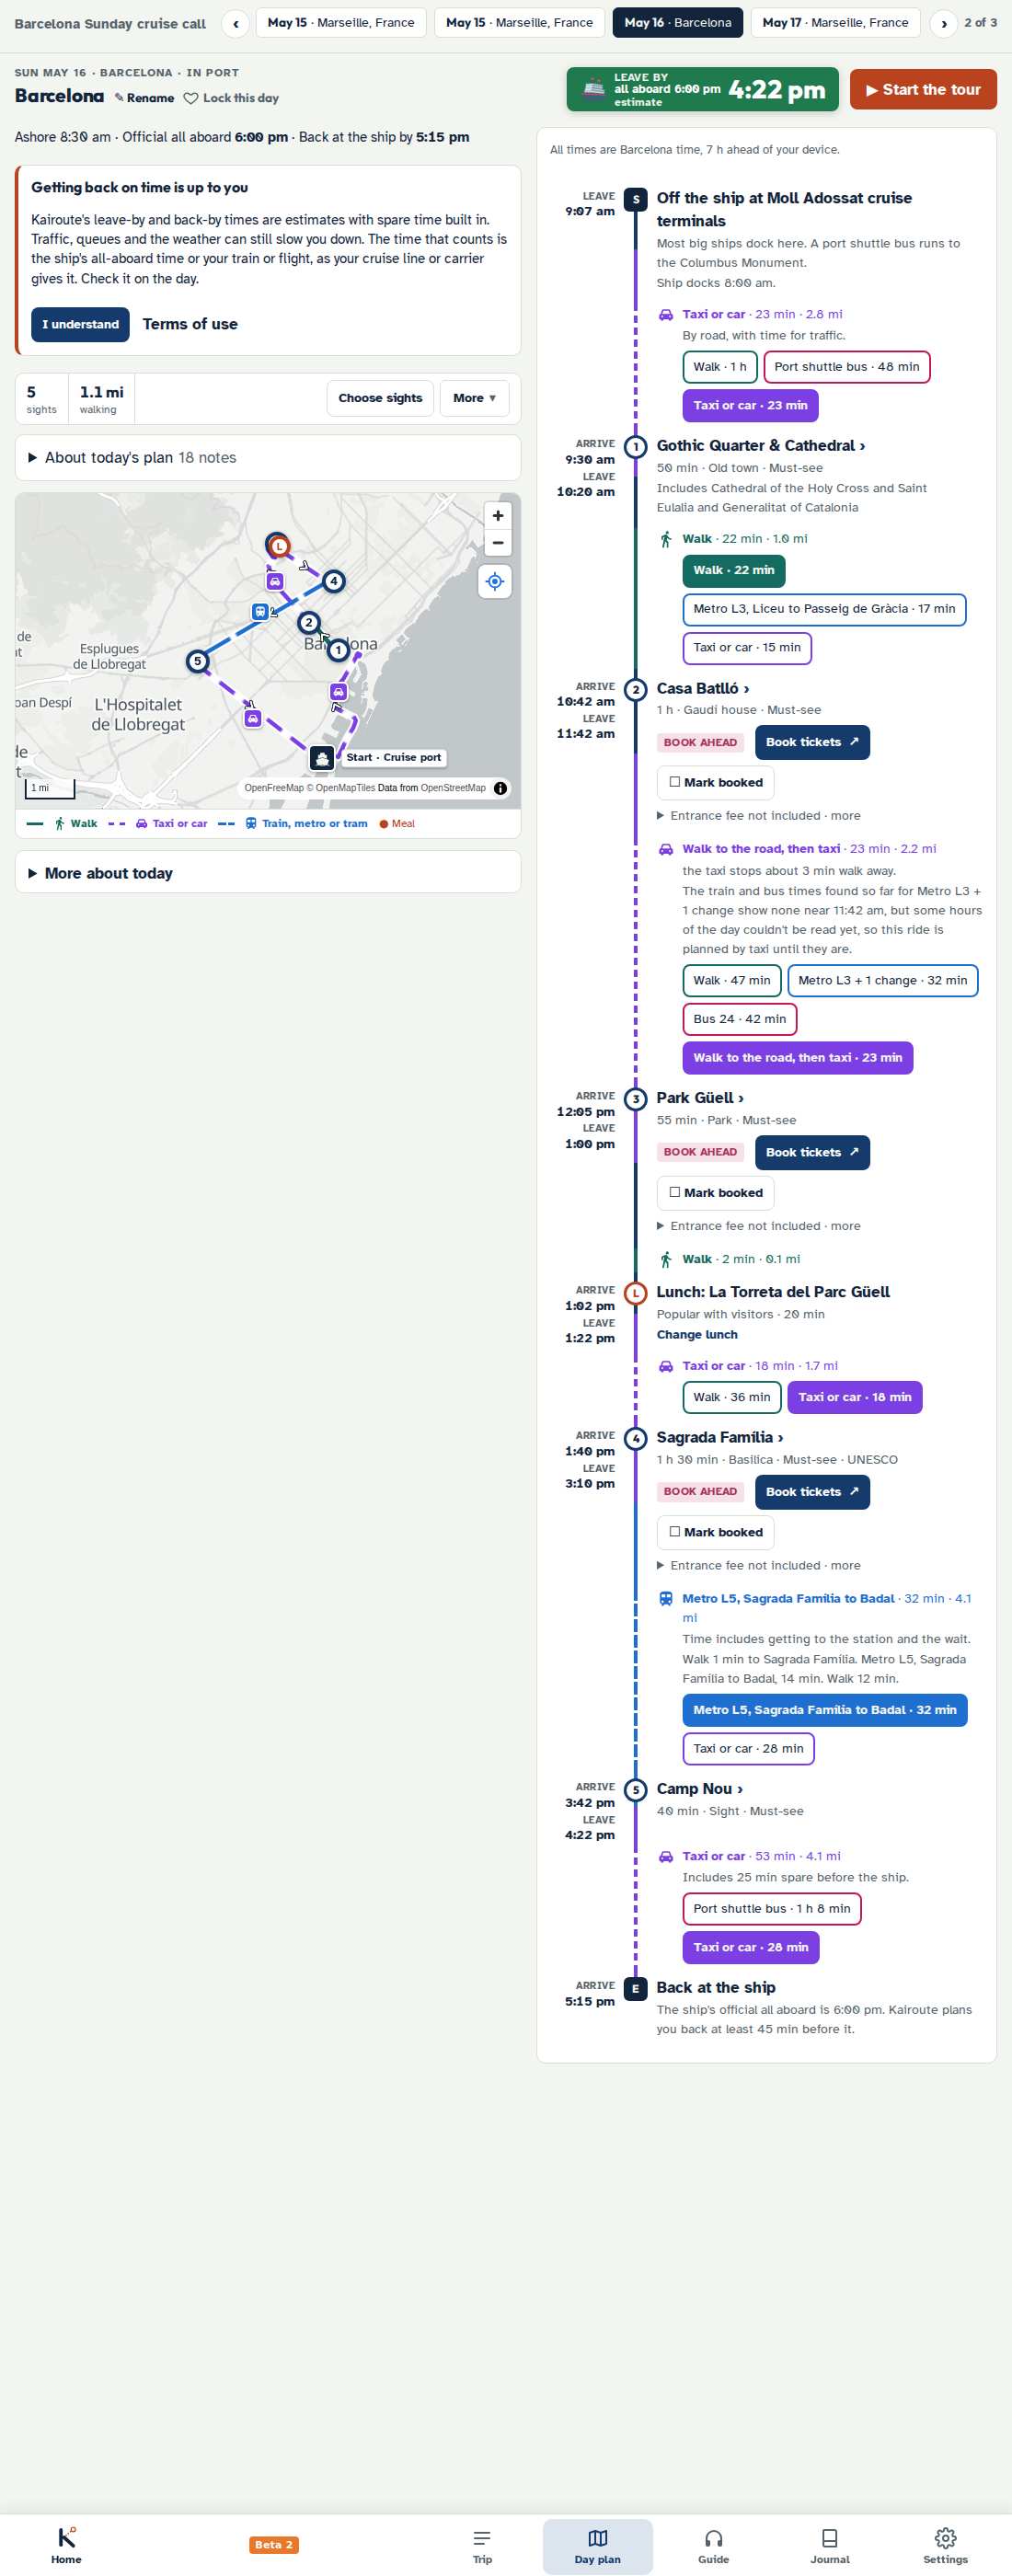 Barcelona Sunday cruise call
‹
May 15 · Marseille, France
May 15 · Marseille, France
May 16 · Barcelona
May 17 · Marseille, France
›
2 of 3
SUN MAY 16 · BARCELONA · IN PORT
Barcelona
✎ Rename
Lock this day
LEAVE BY
all aboard 6:00 pm
estimate
4:22 pm
▶ Start the tour
Ashore 8:30 am · Official all aboard 6:00 pm · Back at the ship by 5:15 pm
Getting back on time is up to you
Kairoute's leave-by and back-by times are estimates with spare time built in.
Traffic, queues and the weather can still slow you down. The time that counts is
the ship's all-aboard time or your train or flight, as your cruise line or carrier
gives it. Check it on the day.
I understand
Terms of use
5
sights
1.1 mi
walking
Choose sights
More ▾
▶ About today's plan 18 notes
L
4
2
1
5
Barcelona
Esplugues
de Llobregat
L'Hospitalet
de Llobregat
oan Despí
de
at
de
t
+
−
Start · Cruise port
1 mi
OpenFreeMap © OpenMapTiles Data from OpenStreetMap
Walk
Taxi or car
Train, metro or tram
Meal
▶ More about today
All times are Barcelona time, 7 h ahead of your device.
LEAVE
9:07 am
S
Off the ship at Moll Adossat cruise
terminals
Most big ships dock here. A port shuttle bus runs to
the Columbus Monument.
Ship docks 8:00 am.
Taxi or car · 23 min · 2.8 mi
By road, with time for traffic.
Walk · 1 h
Port shuttle bus · 48 min
Taxi or car · 23 min
ARRIVE
9:30 am
LEAVE
10:20 am
1
Gothic Quarter & Cathedral ›
50 min · Old town · Must-see
Includes Cathedral of the Holy Cross and Saint
Eulalia and Generalitat of Catalonia
Walk · 22 min · 1.0 mi
Walk · 22 min
Metro L3, Liceu to Passeig de Gràcia · 17 min
Taxi or car · 15 min
ARRIVE
10:42 am
LEAVE
11:42 am
2
Casa Batlló ›
1 h · Gaudí house · Must-see
BOOK AHEAD
Book tickets ↗
☐ Mark booked
▶ Entrance fee not included · more
Walk to the road, then taxi · 23 min · 2.2 mi
the taxi stops about 3 min walk away.
The train and bus times found so far for Metro L3 +
1 change show none near 11:42 am, but some hours
of the day couldn't be read yet, so this ride is
planned by taxi until they are.
Walk · 47 min
Metro L3 + 1 change · 32 min
Bus 24 · 42 min
Walk to the road, then taxi · 23 min
ARRIVE
12:05 pm
LEAVE
1:00 pm
3
Park Güell ›
55 min · Park · Must-see
BOOK AHEAD
Book tickets ↗
☐ Mark booked
▶ Entrance fee not included · more
Walk · 2 min · 0.1 mi
ARRIVE
1:02 pm
LEAVE
1:22 pm
L
Lunch: La Torreta del Parc Güell
Popular with visitors · 20 min
Change lunch
Taxi or car · 18 min · 1.7 mi
Walk · 36 min
Taxi or car · 18 min
ARRIVE
1:40 pm
LEAVE
3:10 pm
4
Sagrada Família ›
1 h 30 min · Basilica · Must-see · UNESCO
BOOK AHEAD
Book tickets ↗
☐ Mark booked
▶ Entrance fee not included · more
Metro L5, Sagrada Família to Badal · 32 min · 4.1
mi
Time includes getting to the station and the wait.
Walk 1 min to Sagrada Família. Metro L5, Sagrada
Família to Badal, 14 min. Walk 12 min.
Metro L5, Sagrada Família to Badal · 32 min
Taxi or car · 28 min
ARRIVE
3:42 pm
LEAVE
4:22 pm
5
Camp Nou ›
40 min · Sight · Must-see
Taxi or car · 53 min · 4.1 mi
Includes 25 min spare before the ship.
Port shuttle bus · 1 h 8 min
Taxi or car · 28 min
ARRIVE
5:15 pm
E
Back at the ship
The ship's official all aboard is 6:00 pm. Kairoute plans
you back at least 45 min before it.
Home
Beta 2
Trip
Day plan
Guide
Journal
Settings